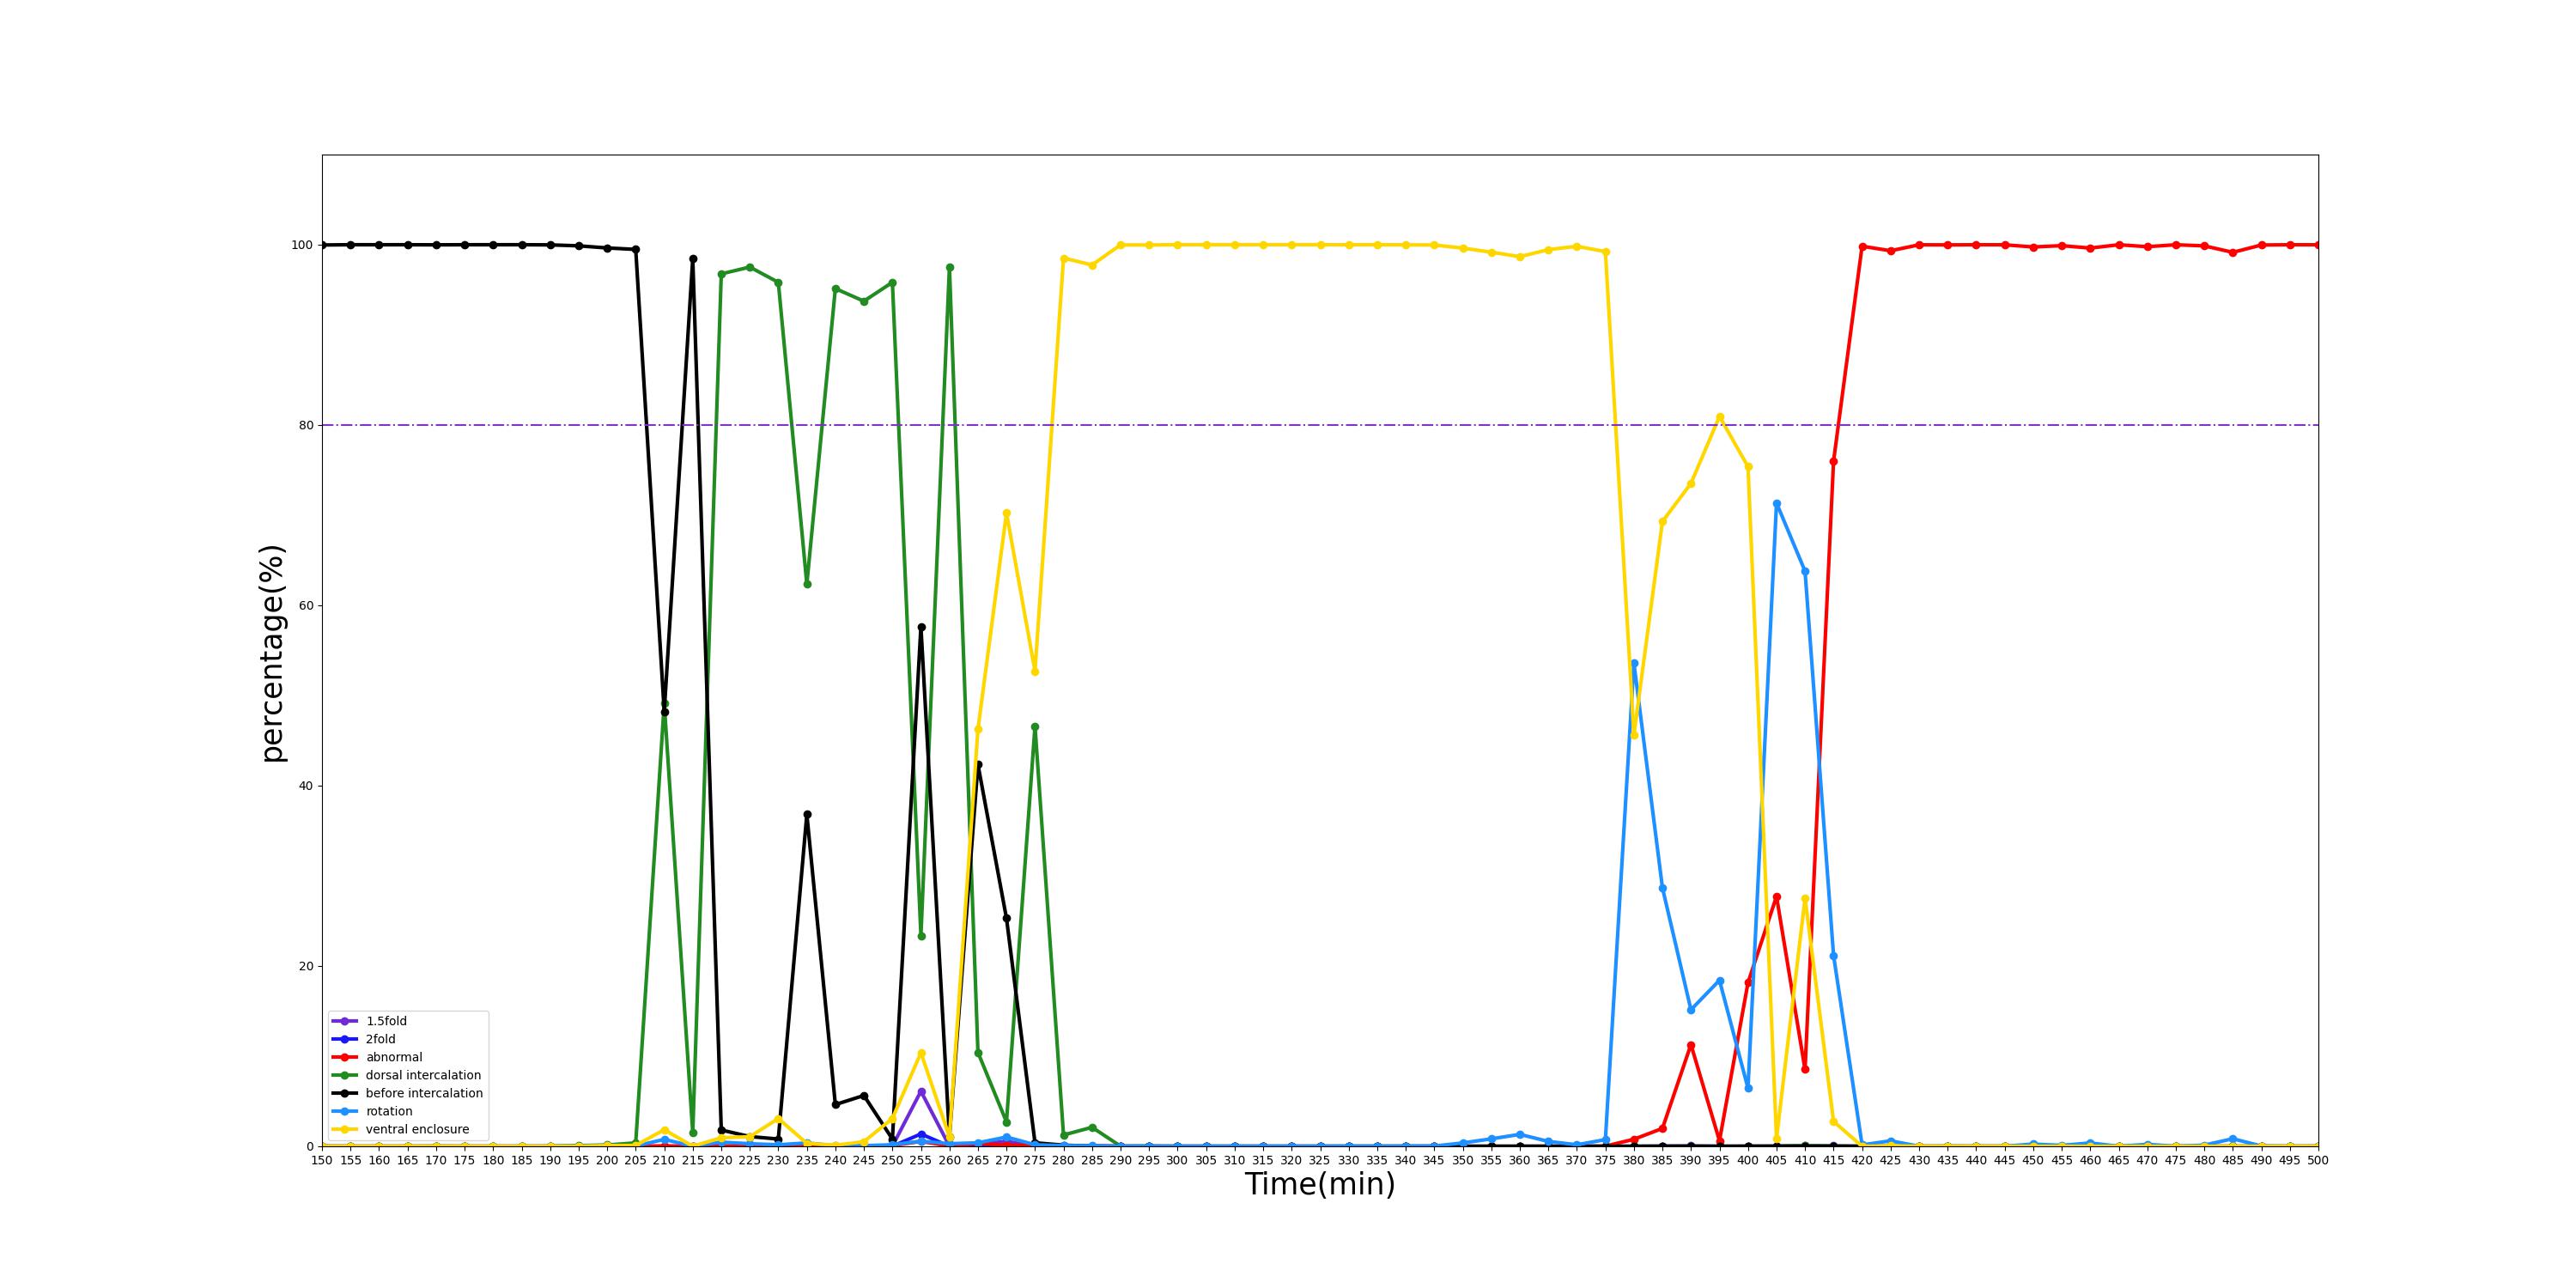 percentage(%)
100
80
60
40
20
0
1.5fold
2fold
abnormal
dorsal intercalation
before intercalation
rotation
ventral enclosure
150 155 160 165 170 175 180 185 190 195 200 205 210 215 220 225 230 235 240 245 250 255 260 265 270 275 280 285 290 295 300 305 310 315 320 325 330 335 340 345 350 355 360 365 370 375 380 385 390 395 400 405 410 415 420 425 430 435 440 445 450 455 460 465 470 475 480 485 490 495 500
Time(min)